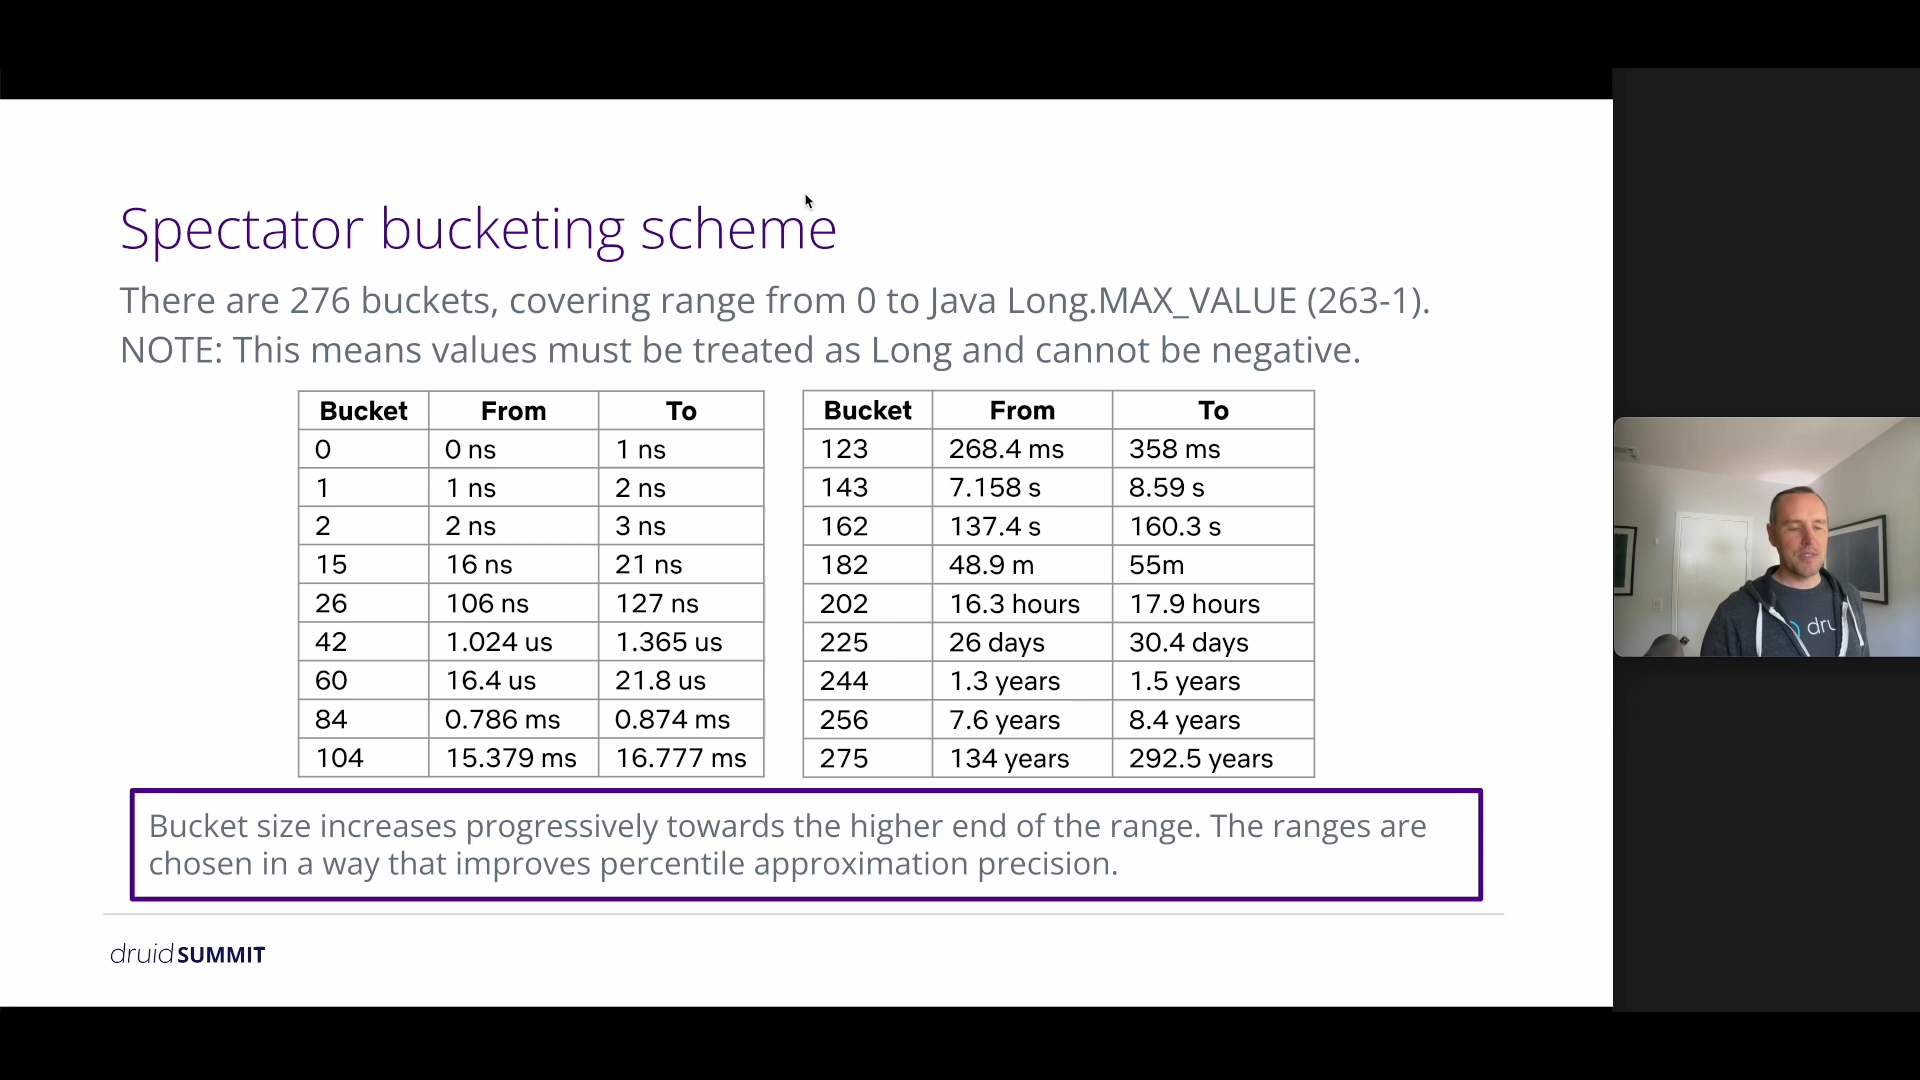 Spectator bucketing scheme
There are 276 buckets, covering range from 0 to Java Long.MAX_VALUE (263-1).
NOTE: This means values must be treated as Long and cannot be negative.
Bucket From To
0 0 ns 1 ns
1 1 ns 2 ns
2 2 ns 3 ns
15 16 ns 21 ns
26 106 ns 127 ns
42 1.024 us 1.365 us
60 16.4 us 21.8 us
84 0.786 ms 0.874 ms
104 15.379 ms 16.777 ms
Bucket From To
123 268.4 ms 358 ms
143 7.158 s 8.59 s
162 137.4 s 160.3 s
182 48.9 m 55m
202 16.3 hours 17.9 hours
225 26 days 30.4 days
244 1.3 years 1.5 years
256 7.6 years 8.4 years
275 134 years 292.5 years
Bucket size increases progressively towards the higher end of the range. The ranges are
chosen in a way that improves percentile approximation precision.
druidSUMMIT
dru